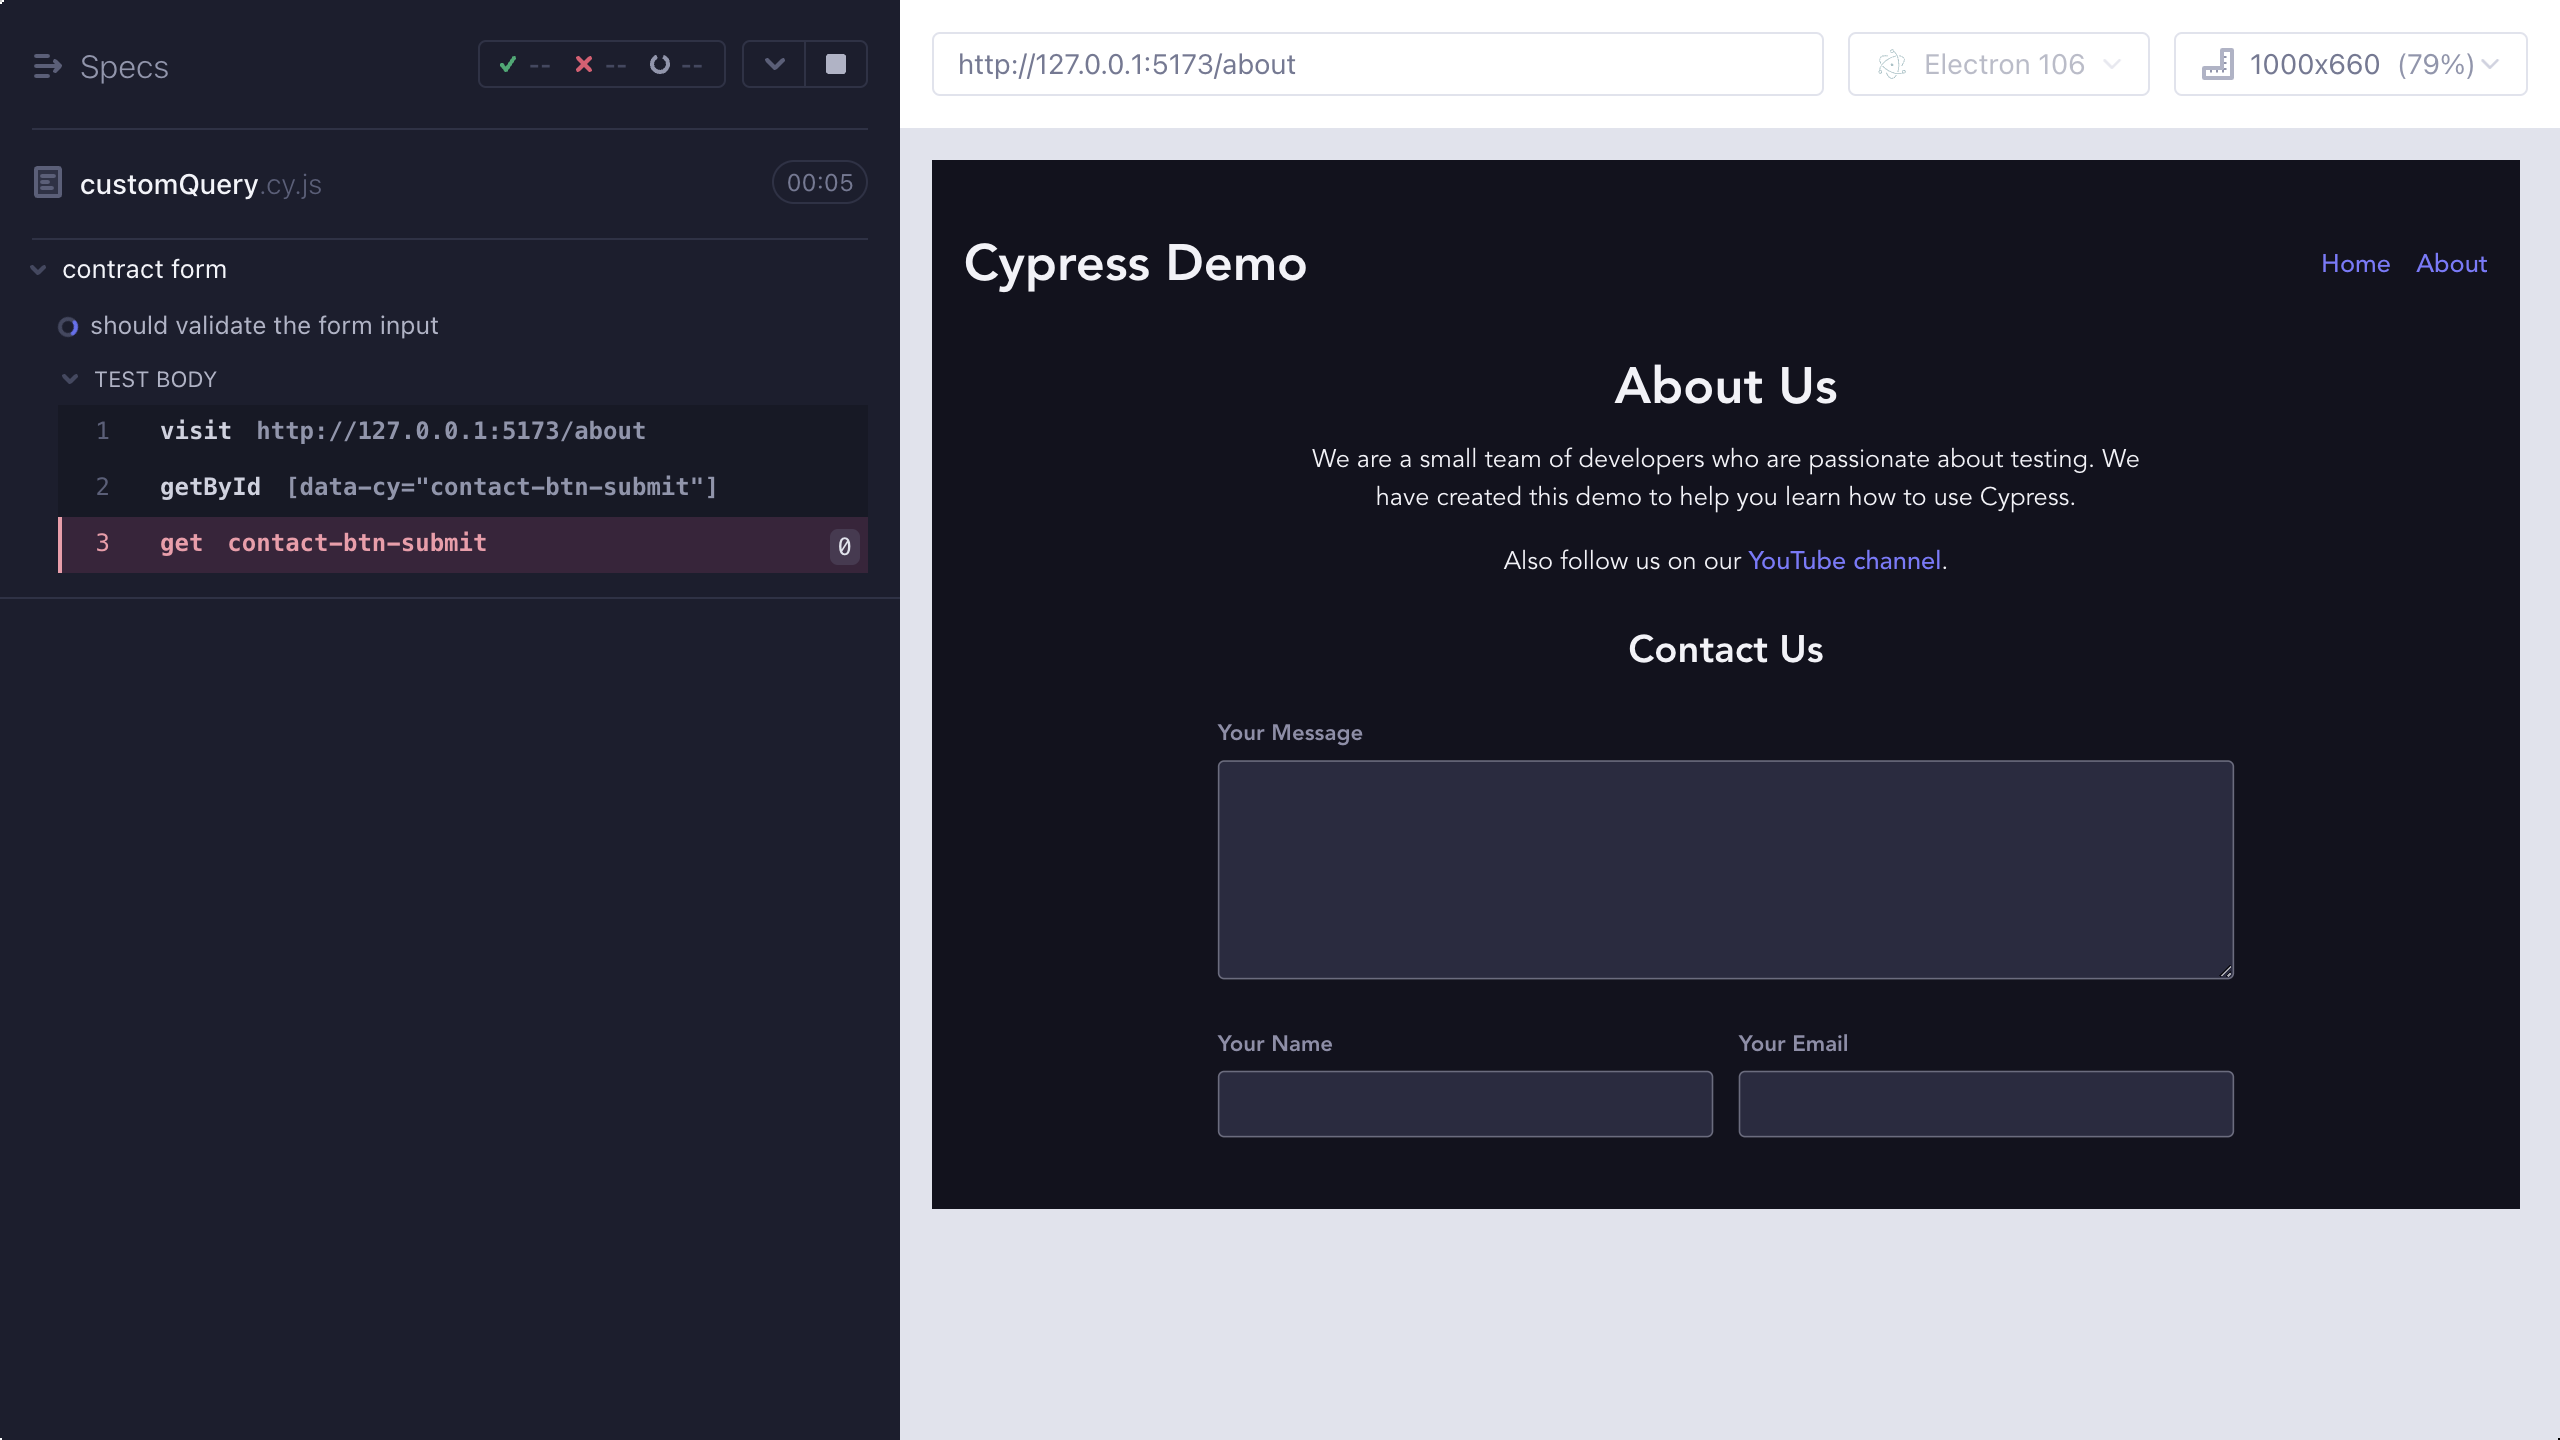 Specs
-- -- --
customQuery.cy.js 00:05
contract form
should validate the form input
TEST BODY
1 visit http://127.0.0.1:5173/about
2 getById [data-cy="contact-btn-submit"]
3 get contact-btn-submit 0
http://127.0.0.1:5173/about Electron 106 1000x660 (79%)
Cypress Demo Home About
About Us
We are a small team of developers who are passionate about testing. We
have created this demo to help you learn how to use Cypress.
Also follow us on our YouTube channel.
Contact Us
Your Message
Your Name Your Email